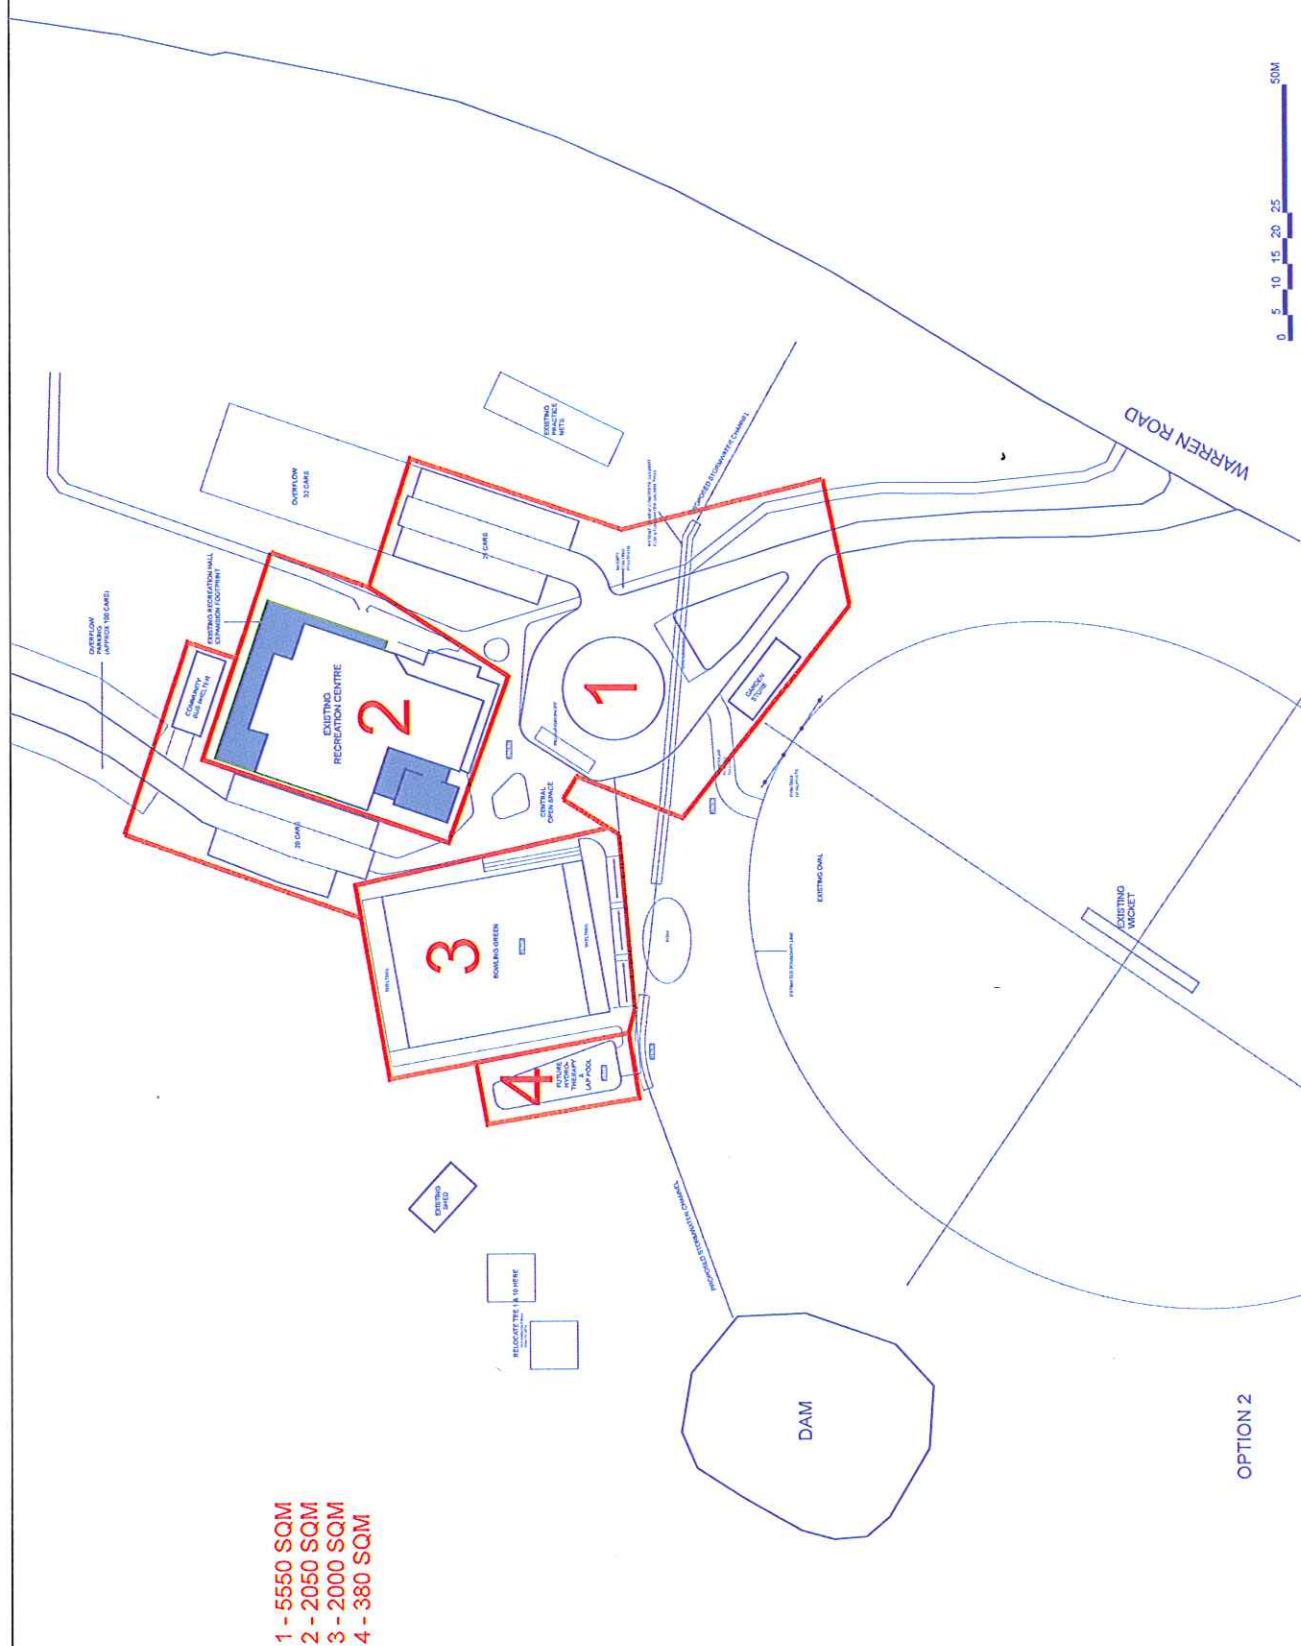 1 - 5550 SQM
2 - 2050 SQM
3 - 2000 SQM
4 - 380 SQM
OVERFLOW
PARKING
(APPROX 100 CARS)
COMMUNITY
BUS SHELTER
EXISTING RECREATION HALL
EXPANSION FOOTPRINT
OVERFLOW
32 CARS
EXISTING
PRACTICE
NETS
EXISTING
RECREATION CENTRE
2
20 CARS
CENTRAL
OPEN SPACE
1
GARDEN
STORE
PROPOSED STORMWATER CHANNEL
WARREN ROAD
3
BOWLING GREEN
4
FUTURE
HYDRO-
THERAPY
&
LAP POOL
EXISTING
SHED
RELOCATE TEE 1 & 10 HERE
PROPOSED STORMWATER CHANNEL
DAM
EXISTING OVAL
EXISTING
WICKET
0 5 10 15 20 25 50M
OPTION 2